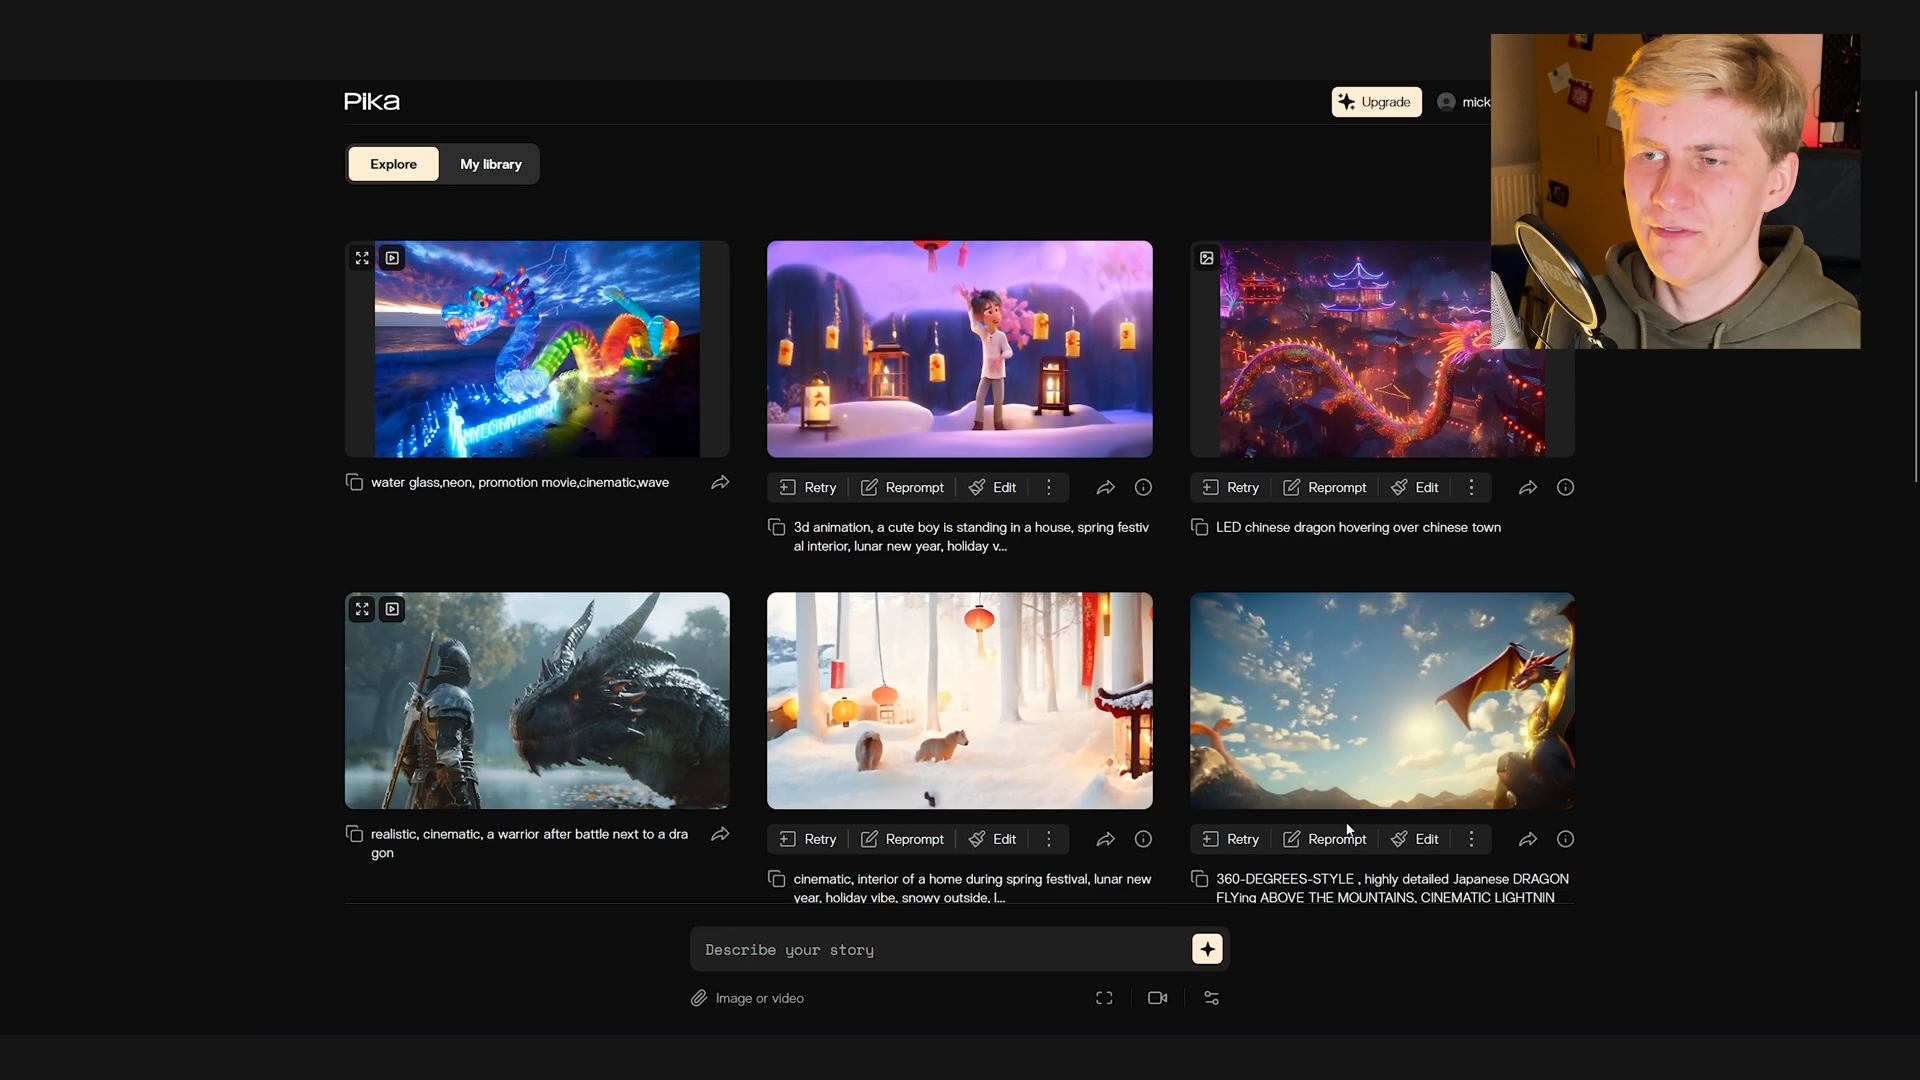 Pika
Upgrade
mick
Explore
My library
water glass,neon, promotion movie,cinematic,wave
Retry
Reprompt
Edit
3d animation, a cute boy is standing in a house, spring festiv
al interior, lunar new year, holiday v...
Retry
Reprompt
Edit
LED chinese dragon hovering over chinese town
realistic, cinematic, a warrior after battle next to a dra
gon
Retry
Reprompt
Edit
cinematic, interior of a home during spring festival, lunar new
year, holiday vibe, snowy outside, l...
Retry
Reprompt
Edit
360-DEGREES-STYLE , highly detailed Japanese DRAGON
FLYing ABOVE THE MOUNTAINS, CINEMATIC LIGHTNIN
Describe your story
Image or video